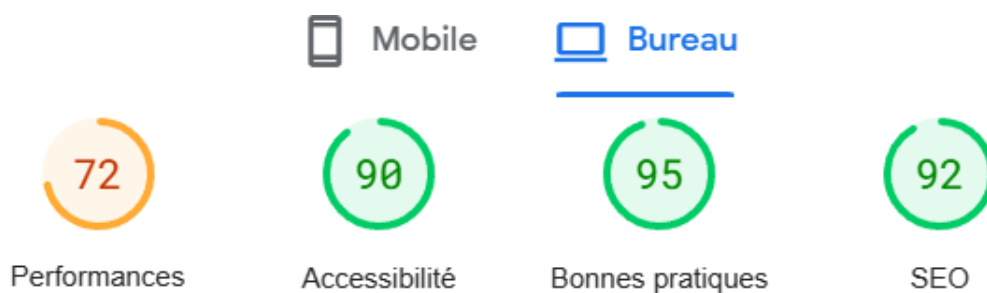 Mobile Bureau
72 90 95 92
Performances Accessibilité Bonnes pratiques SEO